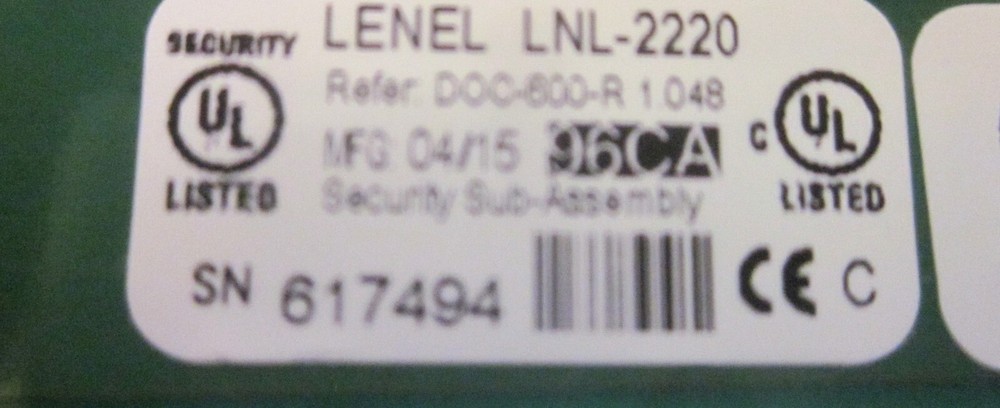 LENEL LNL-2220
SECURITY
Refer: DOC-600-R 1.048
UL
MFG: 04/15 96CA
C UL
LISTED
Security Sub-Assembly
LISTED
SN 617494
CE C